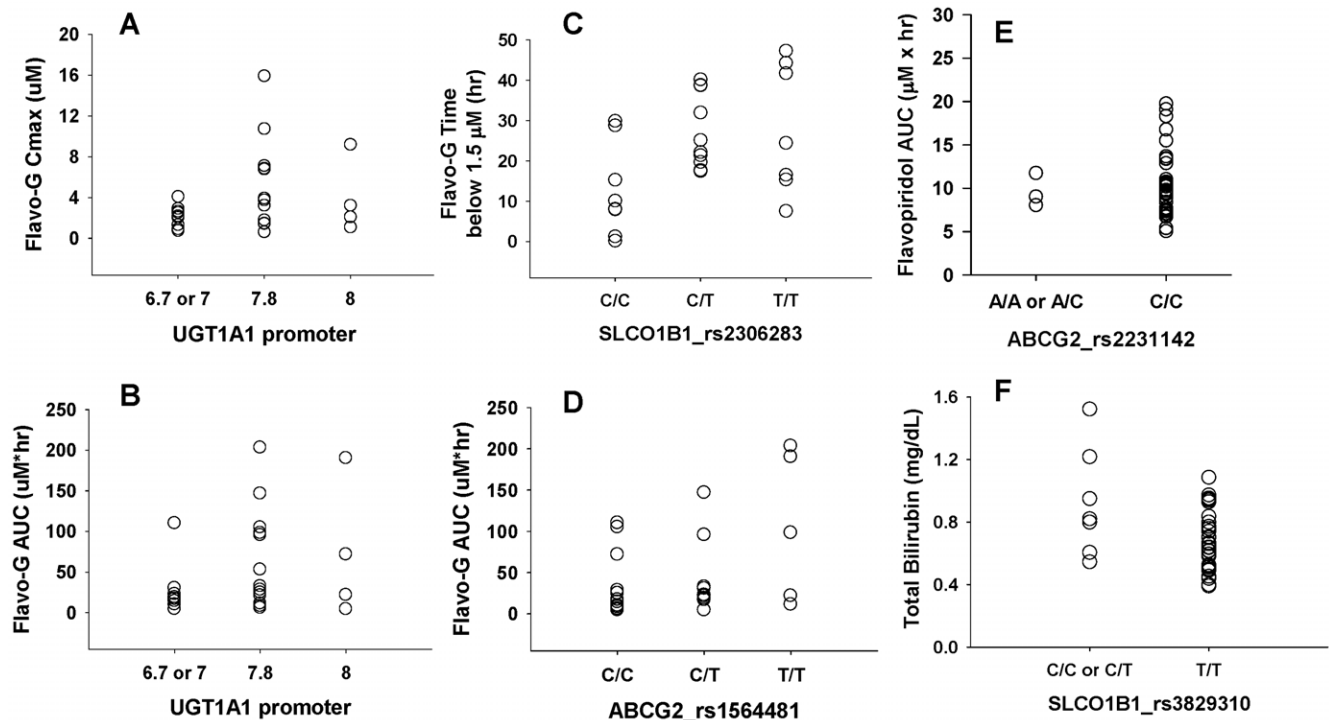 A
Flavo-G Cmax (uM)
20
16
12
8
4
0
6.7 or 7 7.8 8
UGT1A1 promoter
B
Flavo-G AUC (uM*hr)
250
200
150
100
50
0
6.7 or 7 7.8 8
UGT1A1 promoter
C
Flavo-G Time
below 1.5 μM (hr)
50
40
30
20
10
0
C/C C/T T/T
SLCO1B1_rs2306283
D
Flavo-G AUC (uM*hr)
250
200
150
100
50
0
C/C C/T T/T
ABCG2_rs1564481
E
Flavopiridol AUC (μM x hr)
30
25
20
15
10
5
0
A/A or A/C C/C
ABCG2_rs2231142
F
Total Bilirubin (mg/dL)
1.6
1.2
0.8
0.4
0.0
C/C or C/T T/T
SLCO1B1_rs3829310